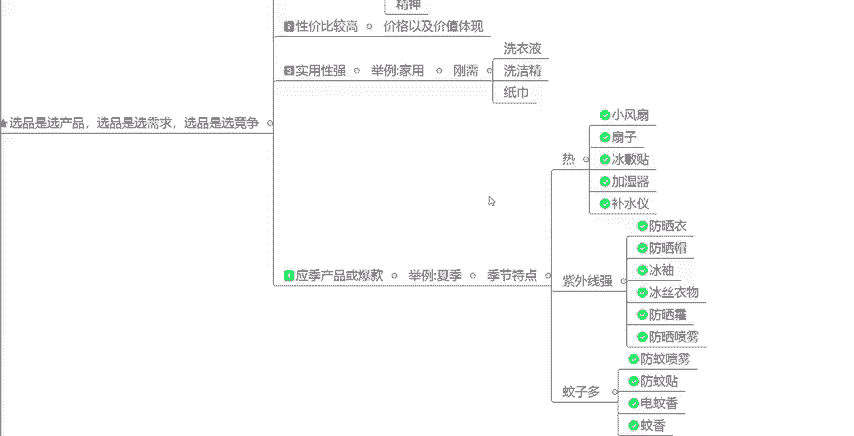 精神
性价比较高 价格以及价值体现
实用性强 举例:家用 刚需
洗衣液
洗洁精
纸巾
选品是选产品，选品是选需求，选品是选竞争
应季产品或爆款 举例:夏季 季节特点
热
小风扇
扇子
冰敷贴
加湿器
补水仪
紫外线强
防晒衣
防晒帽
冰袖
冰丝衣物
防晒霜
防晒喷雾
蚊子多
防蚊喷雾
防蚊贴
电蚊香
蚊香